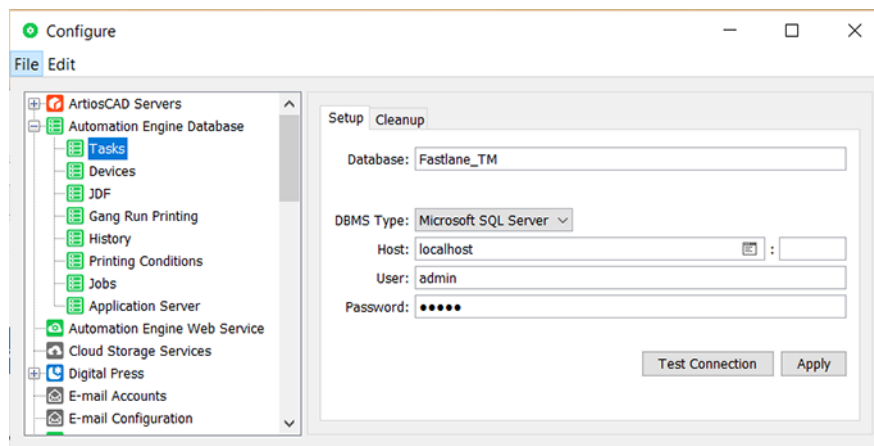 Configure
File Edit
ArtiosCAD Servers
Automation Engine Database
Tasks
Devices
JDF
Gang Run Printing
History
Printing Conditions
Jobs
Application Server
Automation Engine Web Service
Cloud Storage Services
Digital Press
E-mail Accounts
E-mail Configuration
Setup Cleanup
Database: Fastlane_TM
DBMS Type: Microsoft SQL Server
Host: localhost :
User: admin
Password: •••••
Test Connection Apply